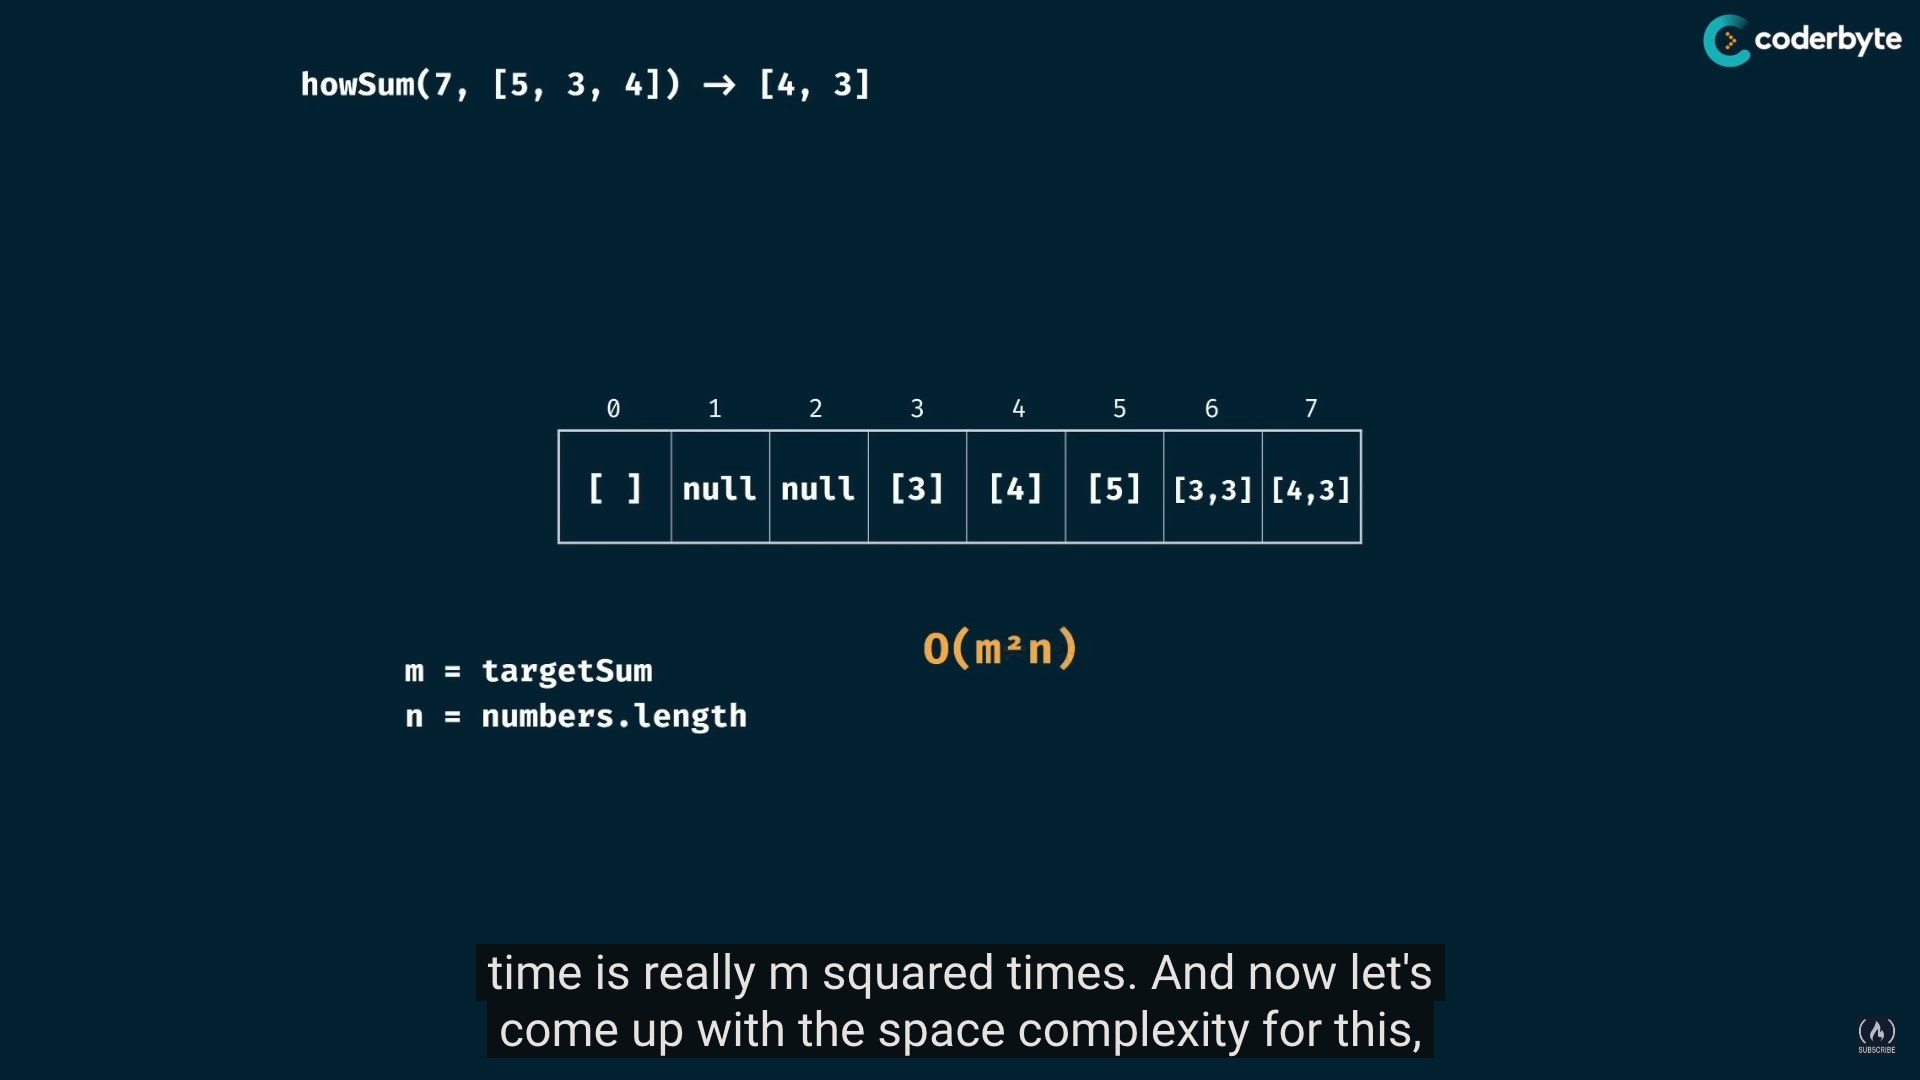 coderbyte
howSum(7, [5, 3, 4]) → [4, 3]
0 1 2 3 4 5 6 7
[ ] null null [3] [4] [5] [3,3] [4,3]
O(m²n)
m = targetSum
n = numbers.length
time is really m squared times. And now let's
come up with the space complexity for this,
SUBSCRIBE